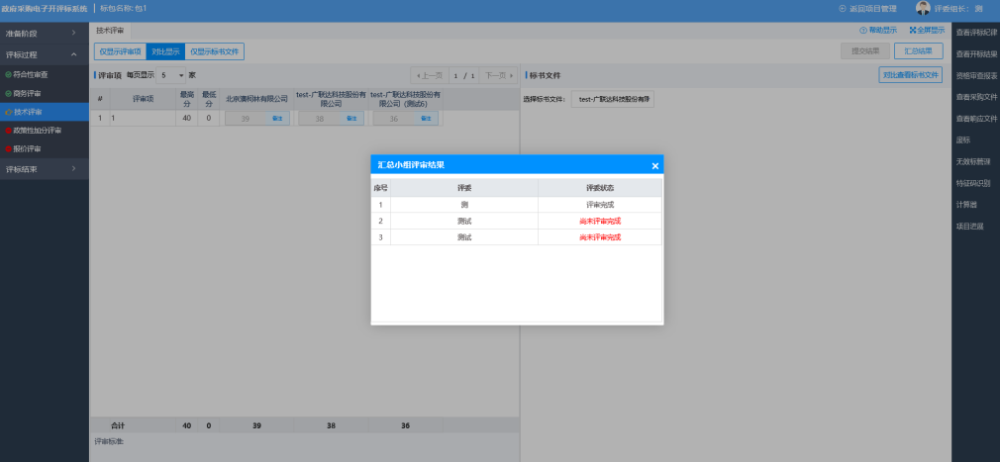 政府采购电子开评标系统 标包名称:包1 返回项目管理 评委组长: 测
准备阶段
评标过程
符合性审查
商务评审
技术评审
政策性加分评审
报价评审
评标结果
技术评审 帮助显示 全屏显示
仅显示评审项 对比显示 仅显示标书文件 提交结果 汇总结果
评审项 每页显示 5 家 上一页 1 / 1 下一页 标书文件 对比查看标书文件
# 评审项 最高分 最低分 北京澳柯林有限公司 test-广联达科技股份有限公司 test-广联达科技股份有限公司 (测试6)
1 1 40 0 39 备注 38 备注 36 备注
选择标书文件: test-广联达科技股份有限
合计 40 0 39 38 36
评审标准:
汇总小组评审结果
序号 评委 评委状态
1 测 评审完成
2 测试 尚未评审完成
3 测试 尚未评审完成
查看评标纪律
查看开标结果
资格审查报表
查看采购文件
查看响应文件
废标
无效标管理
特征码识别
计算器
项目进展